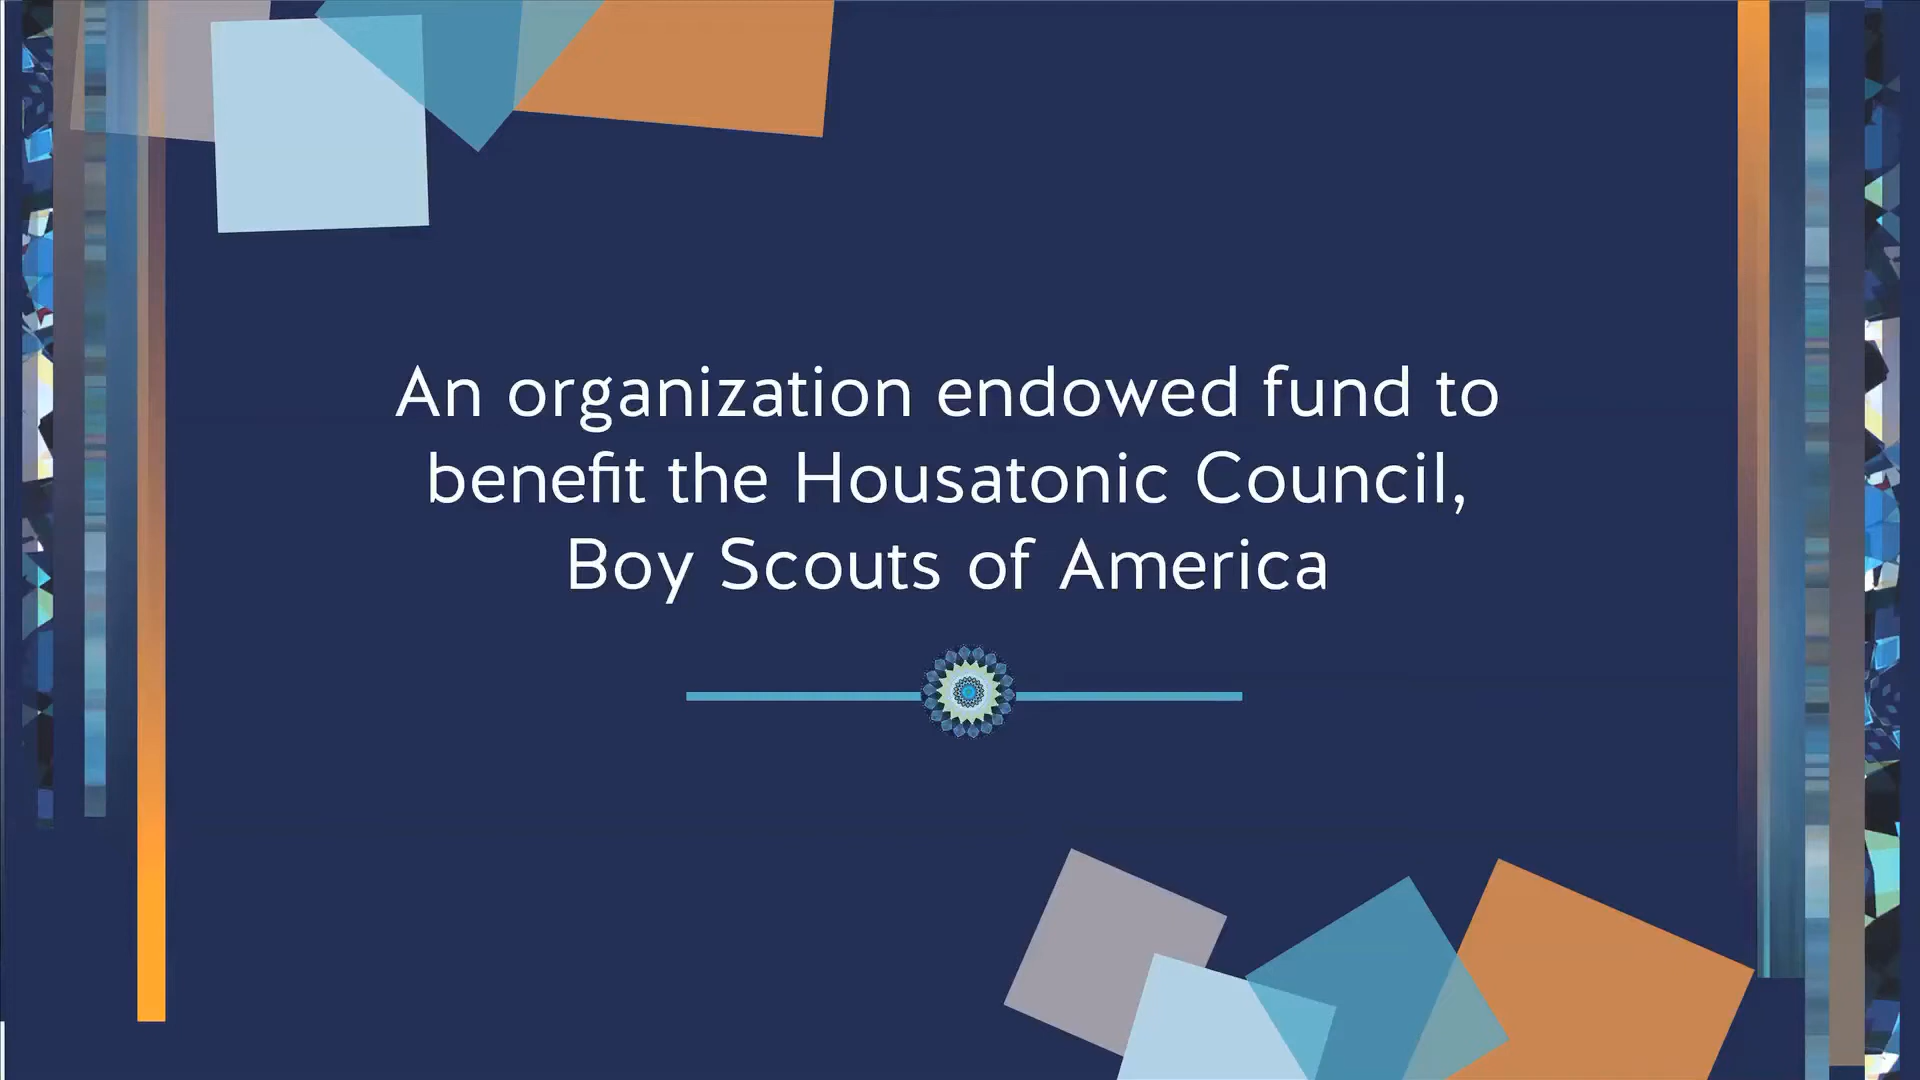 An organization endowed fund to
benefit the Housatonic Council,
Boy Scouts of America